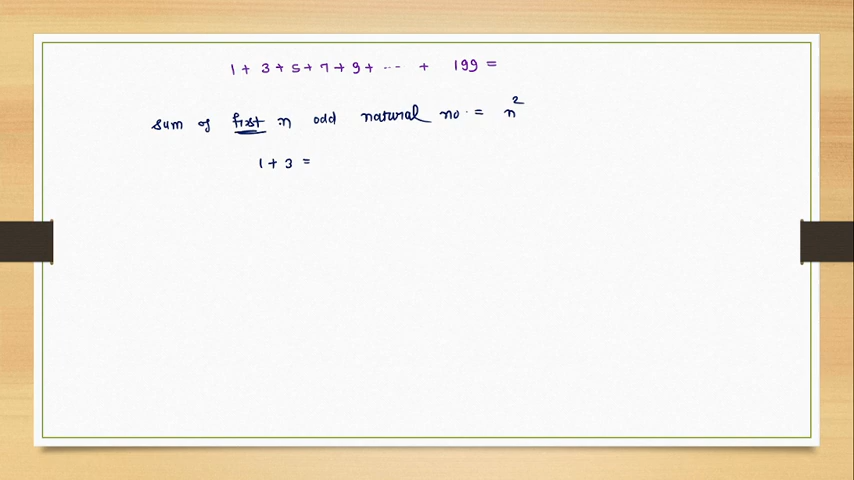 1 + 3 + 5 + 7 + 9 + ---- + 199 =
sum of first n odd natural no. = n²
1 + 3 =